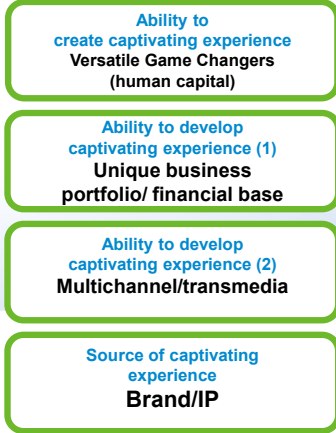 Ability to
create captivating experience
Versatile Game Changers
(human capital)
Ability to develop
captivating experience (1)
Unique business
portfolio/ financial base
Ability to develop
captivating experience (2)
Multichannel/transmedia
Source of captivating
experience
Brand/IP